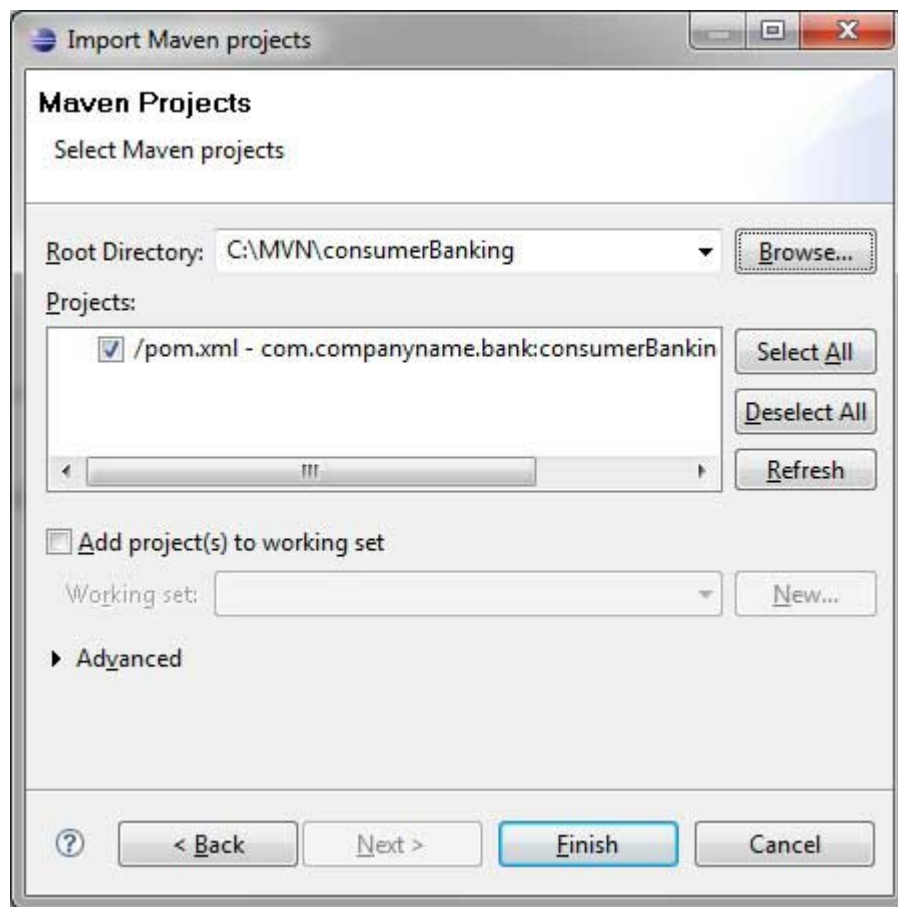 Import Maven projects
Maven Projects
Select Maven projects
Root Directory: C:\MVN\consumerBanking Browse...
Projects:
/pom.xml - com.companyname.bank:consumerBankin
Select All
Deselect All
Refresh
Add project(s) to working set
Working set: New...
Advanced
< Back Next > Finish Cancel